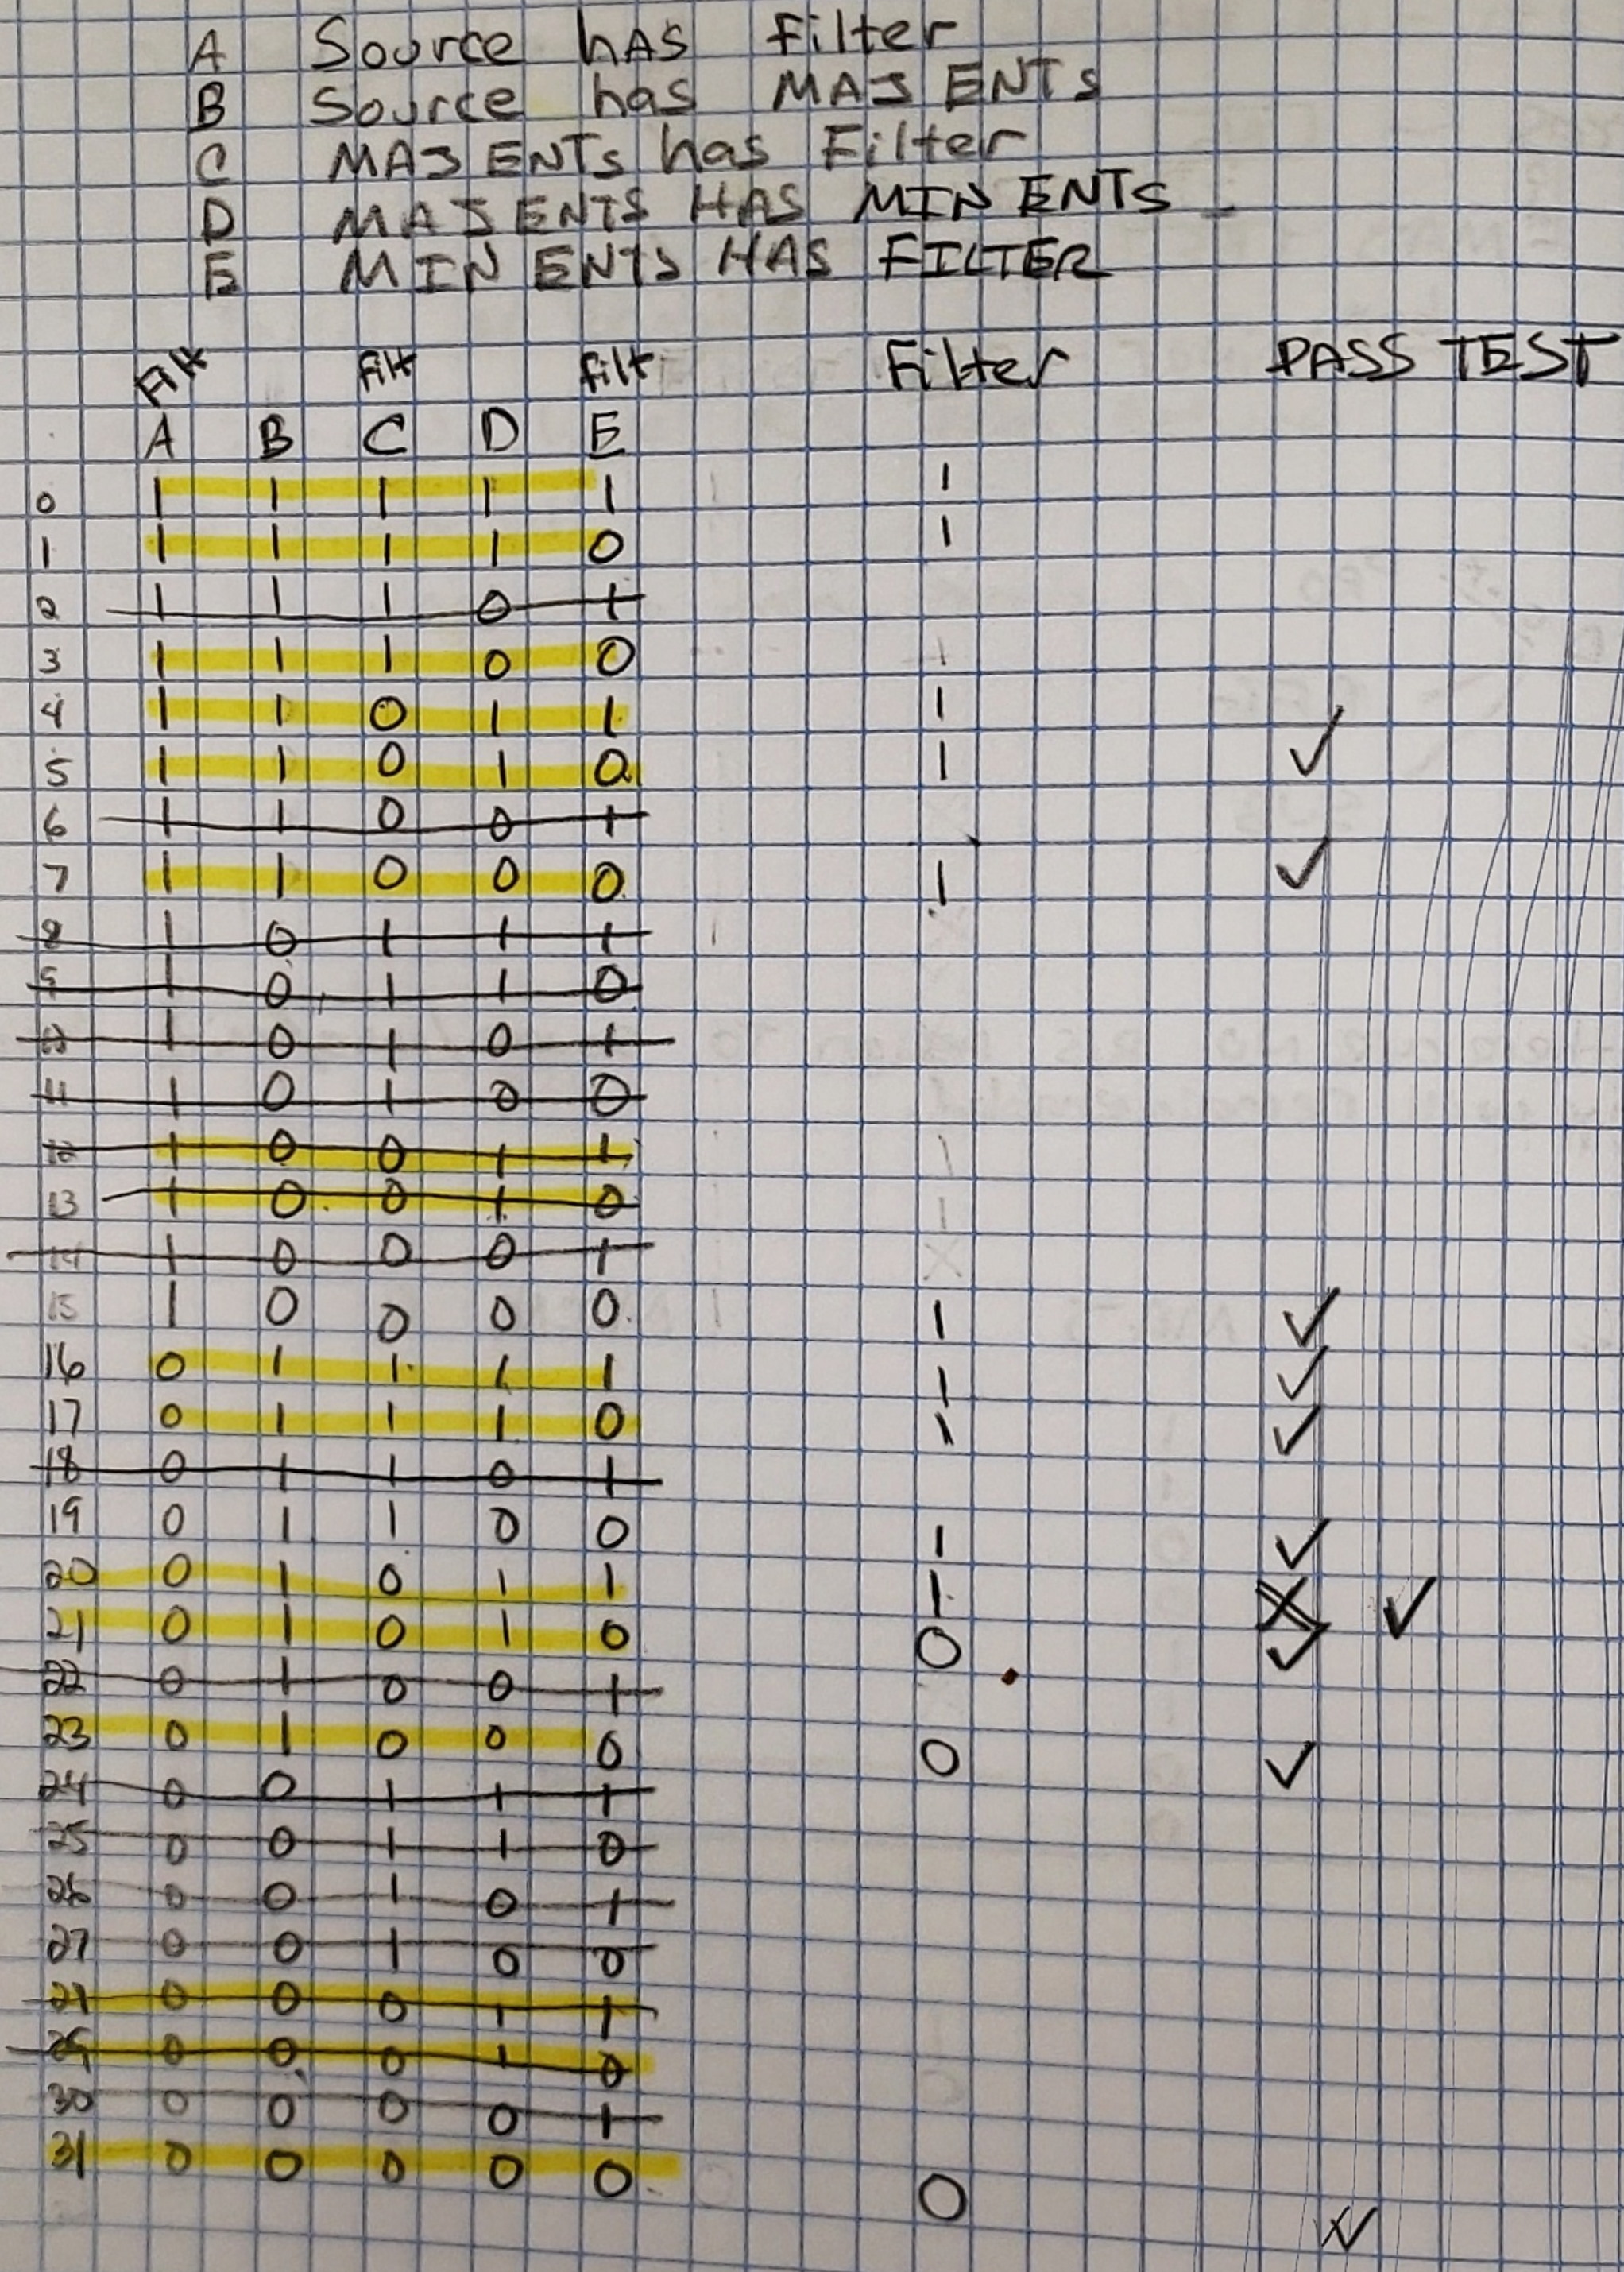 A Source hAS Filter
B Source has MAJ ENTs
C MAJ ENTs has Filter
D MAJ ENTS HAS MIN ENTS
E MIN ENTS HAS FILTER
Filt Filt Filt Filter PASS TEST
A B C D E
0 1 1 1 1 1 1
1 1 1 1 1 0 1
2 1 1 1 0 1
3 1 1 1 0 0 1
4 1 1 0 1 1 1
5 1 1 0 1 0 1 ✓
6 1 1 0 0 1
7 1 1 0 0 0 1 ✓
8 1 0 1 1 1
9 1 0 1 1 0
10 1 0 1 0 1
11 1 0 1 0 0
12 1 0 0 1 1
13 1 0 0 1 0
14 1 0 0 0 1
15 1 0 0 0 0 1 ✓
16 0 1 1 1 1 1 ✓
17 0 1 1 1 0 1 ✓
18 0 1 1 0 1
19 0 1 1 0 0 1 ✓
20 0 1 0 1 1 1 X ✓
21 0 1 0 1 0 0 ✓
22 0 1 0 0 1
23 0 1 0 0 0 0 ✓
24 0 0 1 1 1
25 0 0 1 1 0
26 0 0 1 0 1
27 0 0 1 0 0
0 0 0 1 1
29 0 0 0 1 0
30 0 0 0 0 1
31 0 0 0 0 0 0